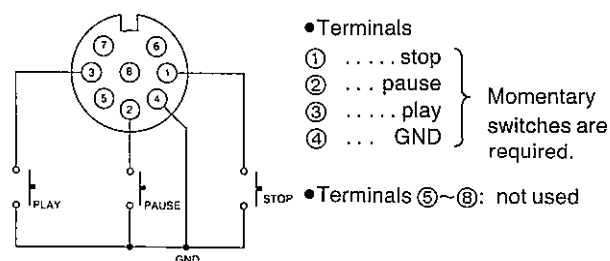 7 6
3 8 1
5 2 4
PLAY PAUSE STOP
GND
●Terminals
① ..... stop
② ..... pause
③ ..... play
④ ... GND
Momentary
switches are
required.
●Terminals ⑤~⑧: not used